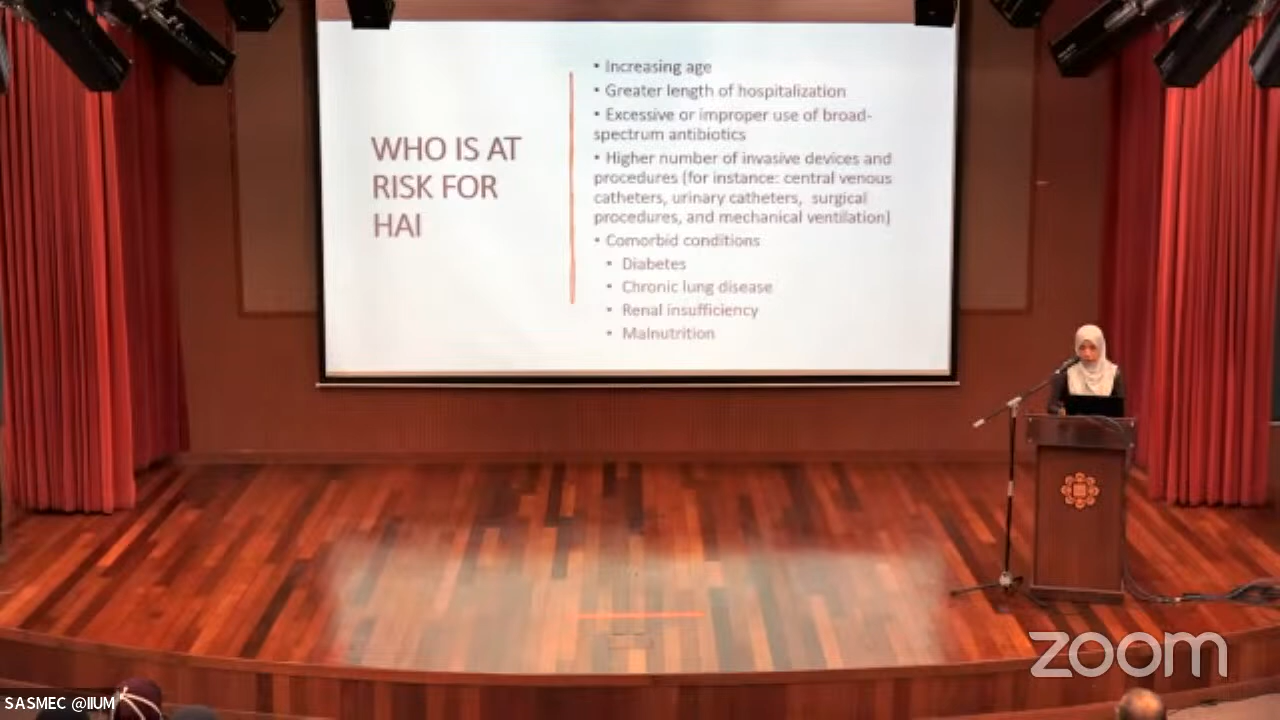 WHO IS AT
RISK FOR
HAI
• Increasing age
• Greater length of hospitalization
• Excessive or improper use of broad-
spectrum antibiotics
• Higher number of invasive devices and
procedures (for instance: central venous
catheters, urinary catheters, surgical
procedures, and mechanical ventilation)
• Comorbid conditions
• Diabetes
• Chronic lung disease
• Renal insufficiency
• Malnutrition
zoom
SASMEC @IIUM